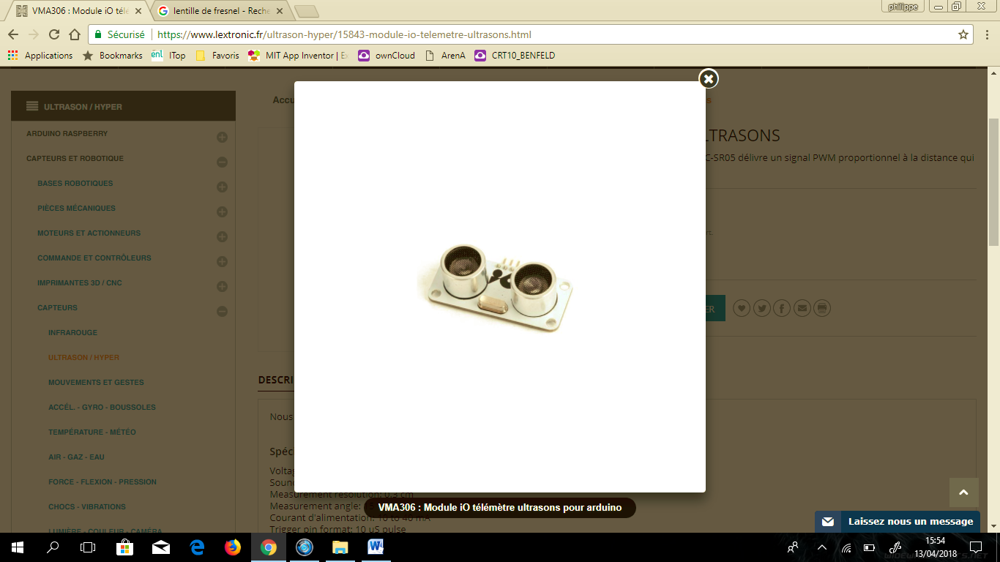 VMA306 : Module iO télé
lentille de fresnel - Reche
philippe
Sécurisé
https://www.lextronic.fr/ultrason-hyper/15843-module-io-telemetre-ultrasons.html
Applications
Bookmarks
ITop
Favoris
MIT App Inventor | Ex
ownCloud
ArenA
CRT10_BENFELD
ULTRASON / HYPER
Accu
s
ARDUINO RASPBERRY
CAPTEURS ET ROBOTIQUE
BASES ROBOTIQUES
PIÈCES MÉCANIQUES
MOTEURS ET ACTIONNEURS
COMMANDE ET CONTRÔLEURS
IMPRIMANTES 3D / CNC
CAPTEURS
INFRAROUGE
ULTRASON / HYPER
MOUVEMENTS ET GESTES
ACCÉL. - GYRO - BOUSSOLES
TEMPÉRATURE - MÉTÉO
AIR - GAZ - EAU
FORCE - FLEXION - PRESSION
CHOCS - VIBRATIONS
LUMIÈRE - COULEUR - CAMÉRA
LTRASONS
C-SR05 délivre un signal PWM proportionnel à la distance qui
rt.
ER
DESCRI
Nous
Spéc
Voltag
Sound
Measurement resolution: 0.3 cm
Measurement angle:
Courant d'alimentation: 10 to 40 mA
Trigger pin format: 10 uS pulse
VMA306 : Module iO télémètre ultrasons pour arduino
Laissez nous un message
15:54
13/04/2018